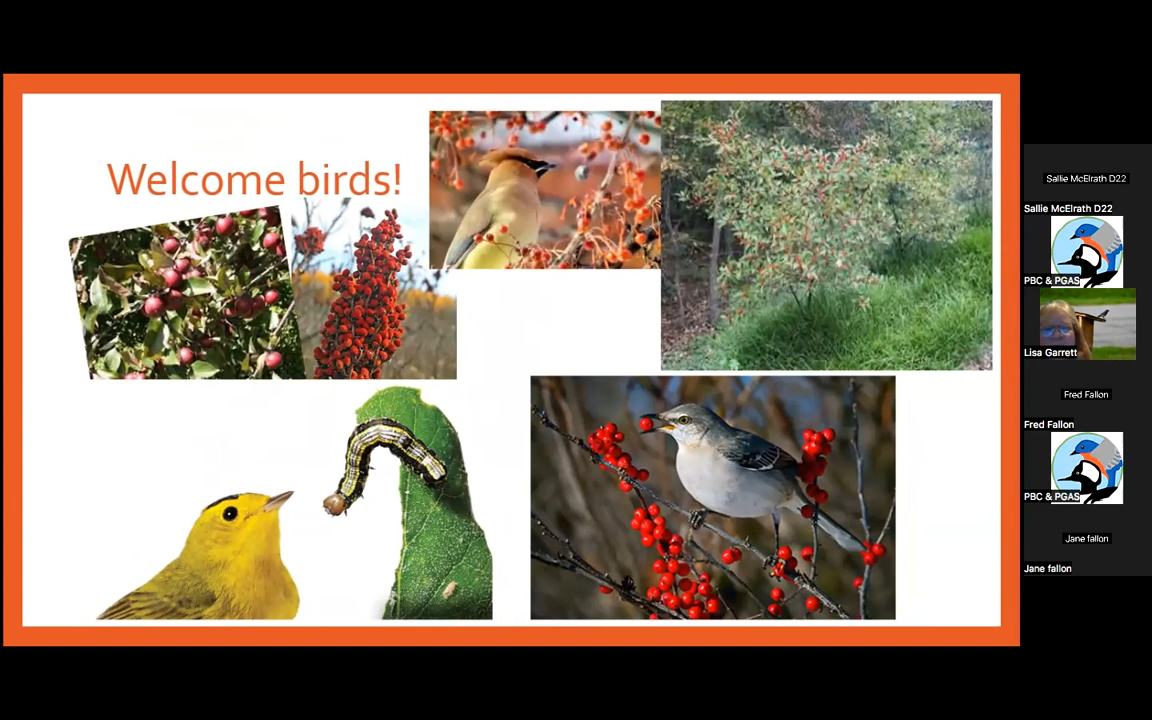 Welcome birds!
Sallie McElrath D22
Sallie McElrath D22
PBC & PGAS
Lisa Garrett
Fred Fallon
Fred Fallon
PBC & PGAS
Jane fallon
Jane fallon